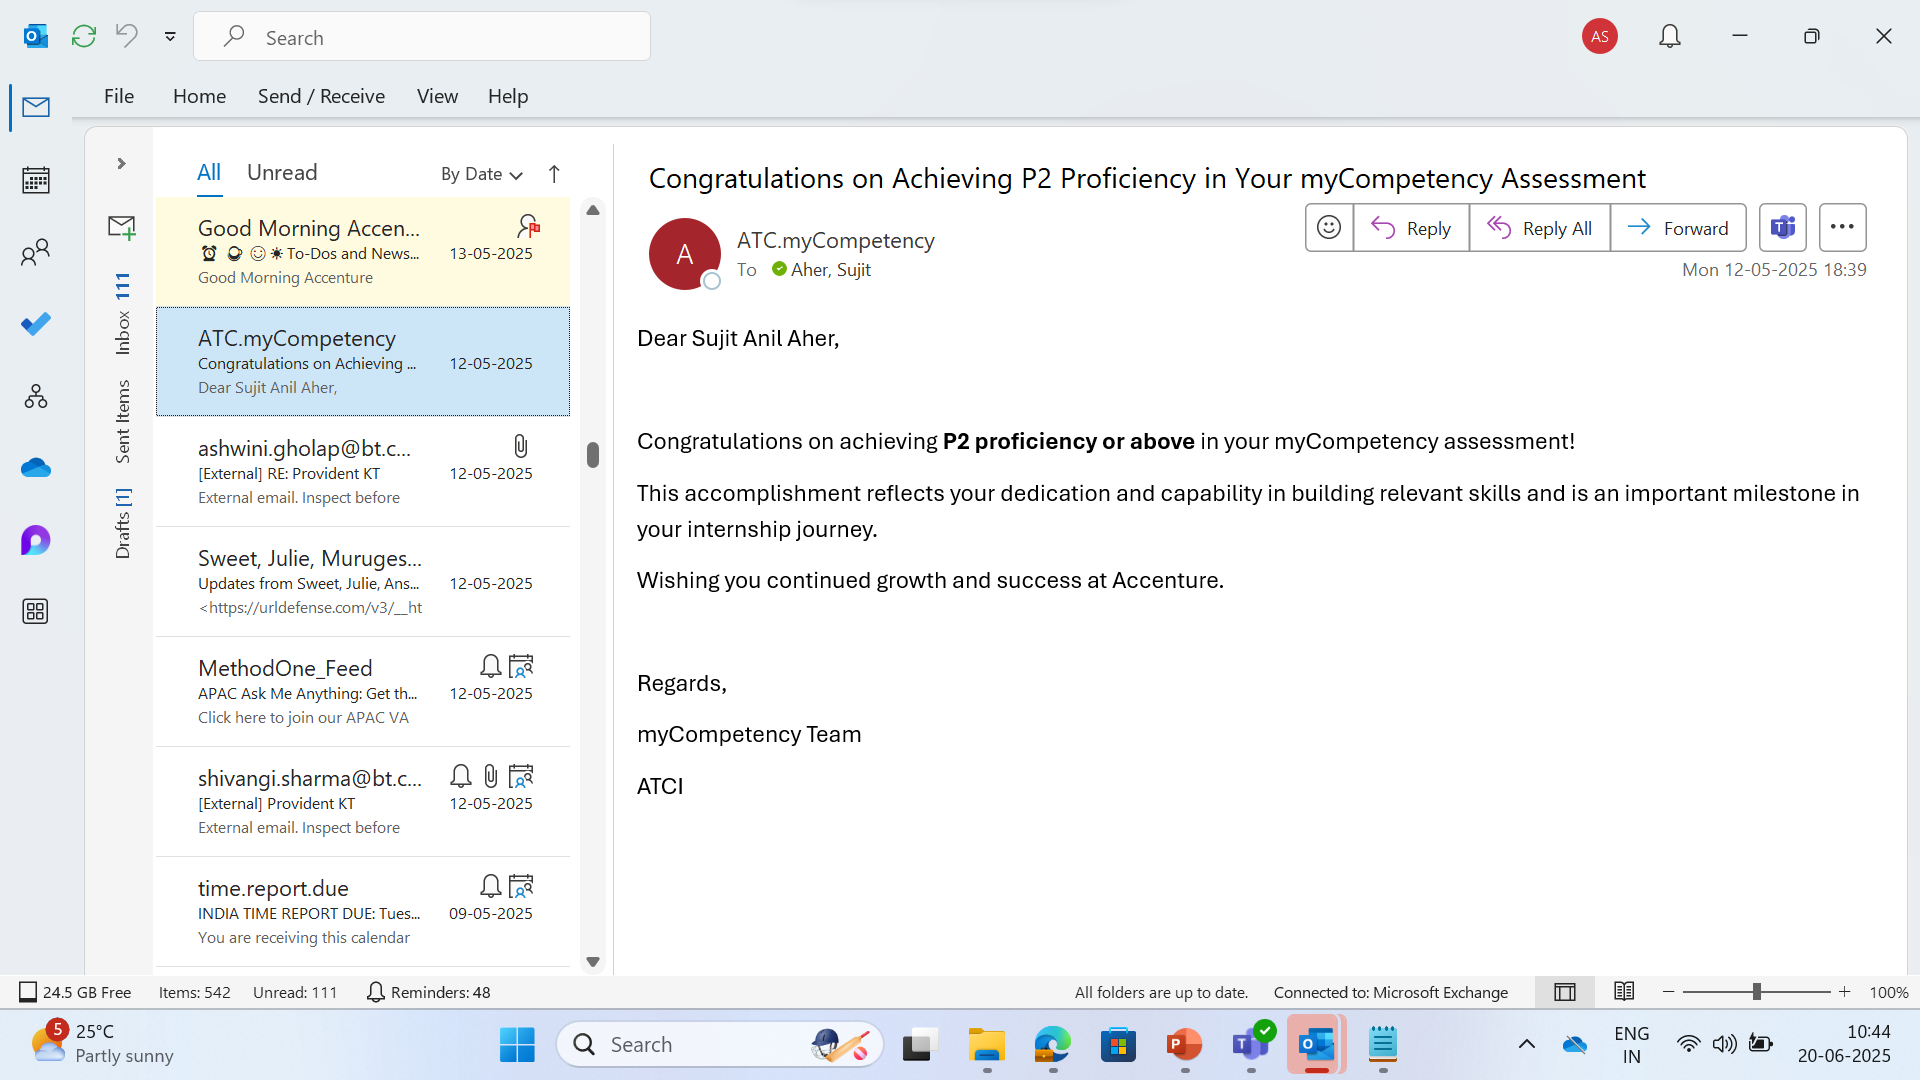 Search
AS
File
Home
Send / Receive
View
Help
All
Unread
By Date
Inbox 111
Sent Items
Drafts [1]
Good Morning Accen...
To-Dos and News... 13-05-2025
Good Morning Accenture
ATC.myCompetency
Congratulations on Achieving ... 12-05-2025
Dear Sujit Anil Aher,
ashwini.gholap@bt.c...
[External] RE: Provident KT 12-05-2025
External email. Inspect before
Sweet, Julie, Muruges...
Updates from Sweet, Julie, Ans... 12-05-2025
<https://urldefense.com/v3/__ht
MethodOne_Feed
APAC Ask Me Anything: Get th... 12-05-2025
Click here to join our APAC VA
shivangi.sharma@bt.c...
[External] Provident KT 12-05-2025
External email. Inspect before
time.report.due
INDIA TIME REPORT DUE: Tues... 09-05-2025
You are receiving this calendar
Congratulations on Achieving P2 Proficiency in Your myCompetency Assessment
A
ATC.myCompetency
To Aher, Sujit
Reply
Reply All
Forward
Mon 12-05-2025 18:39
Dear Sujit Anil Aher,
Congratulations on achieving P2 proficiency or above in your myCompetency assessment!
This accomplishment reflects your dedication and capability in building relevant skills and is an important milestone in
your internship journey.
Wishing you continued growth and success at Accenture.
Regards,
myCompetency Team
ATCI
24.5 GB Free
Items: 542
Unread: 111
Reminders: 48
All folders are up to date.
Connected to: Microsoft Exchange
100%
5
25°C
Partly sunny
Search
ENG
IN
10:44
20-06-2025